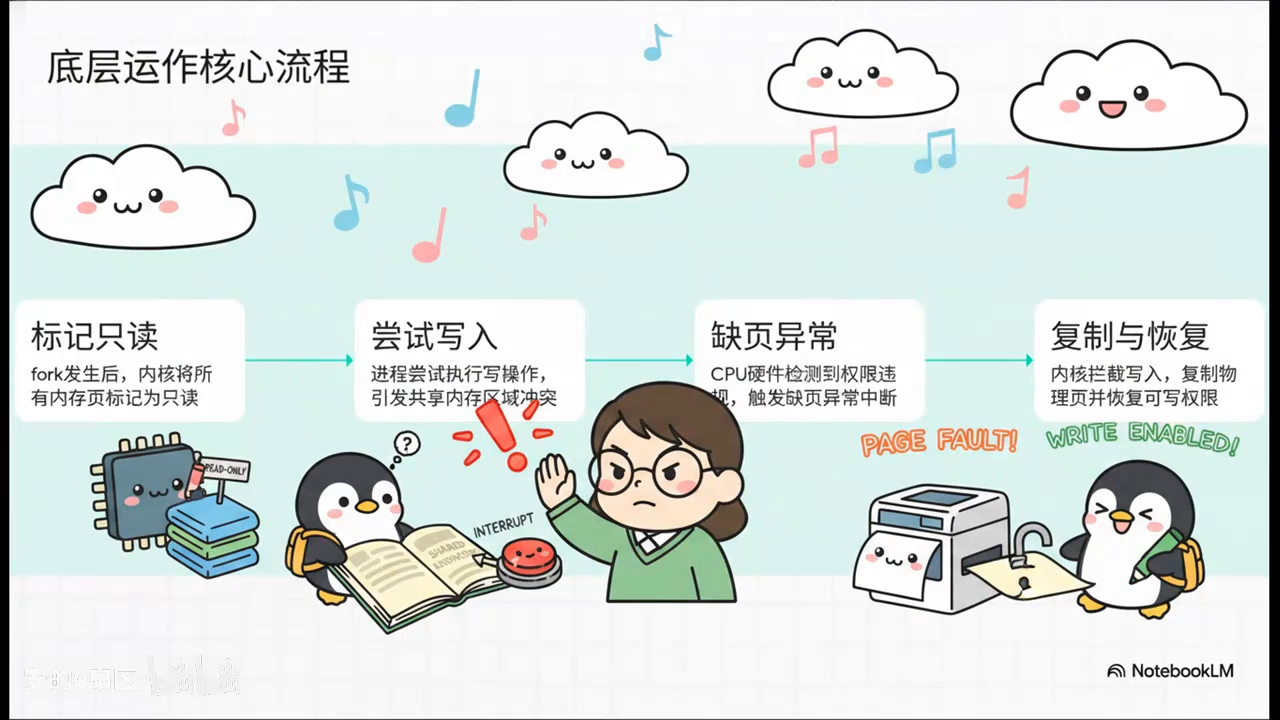 底层运作核心流程
标记只读
fork发生后，内核将所
有内存页标记为只读
尝试写入
进程尝试执行写操作，
引发共享内存区域冲突
缺页异常
CPU硬件检测到权限违
规，触发缺页异常中断
复制与恢复
内核拦截写入，复制物
理页并恢复可写权限
READ-ONLY
?
SHARED
INTERRUPT
PAGE FAULT!
WRITE ENABLED!
NotebookLM